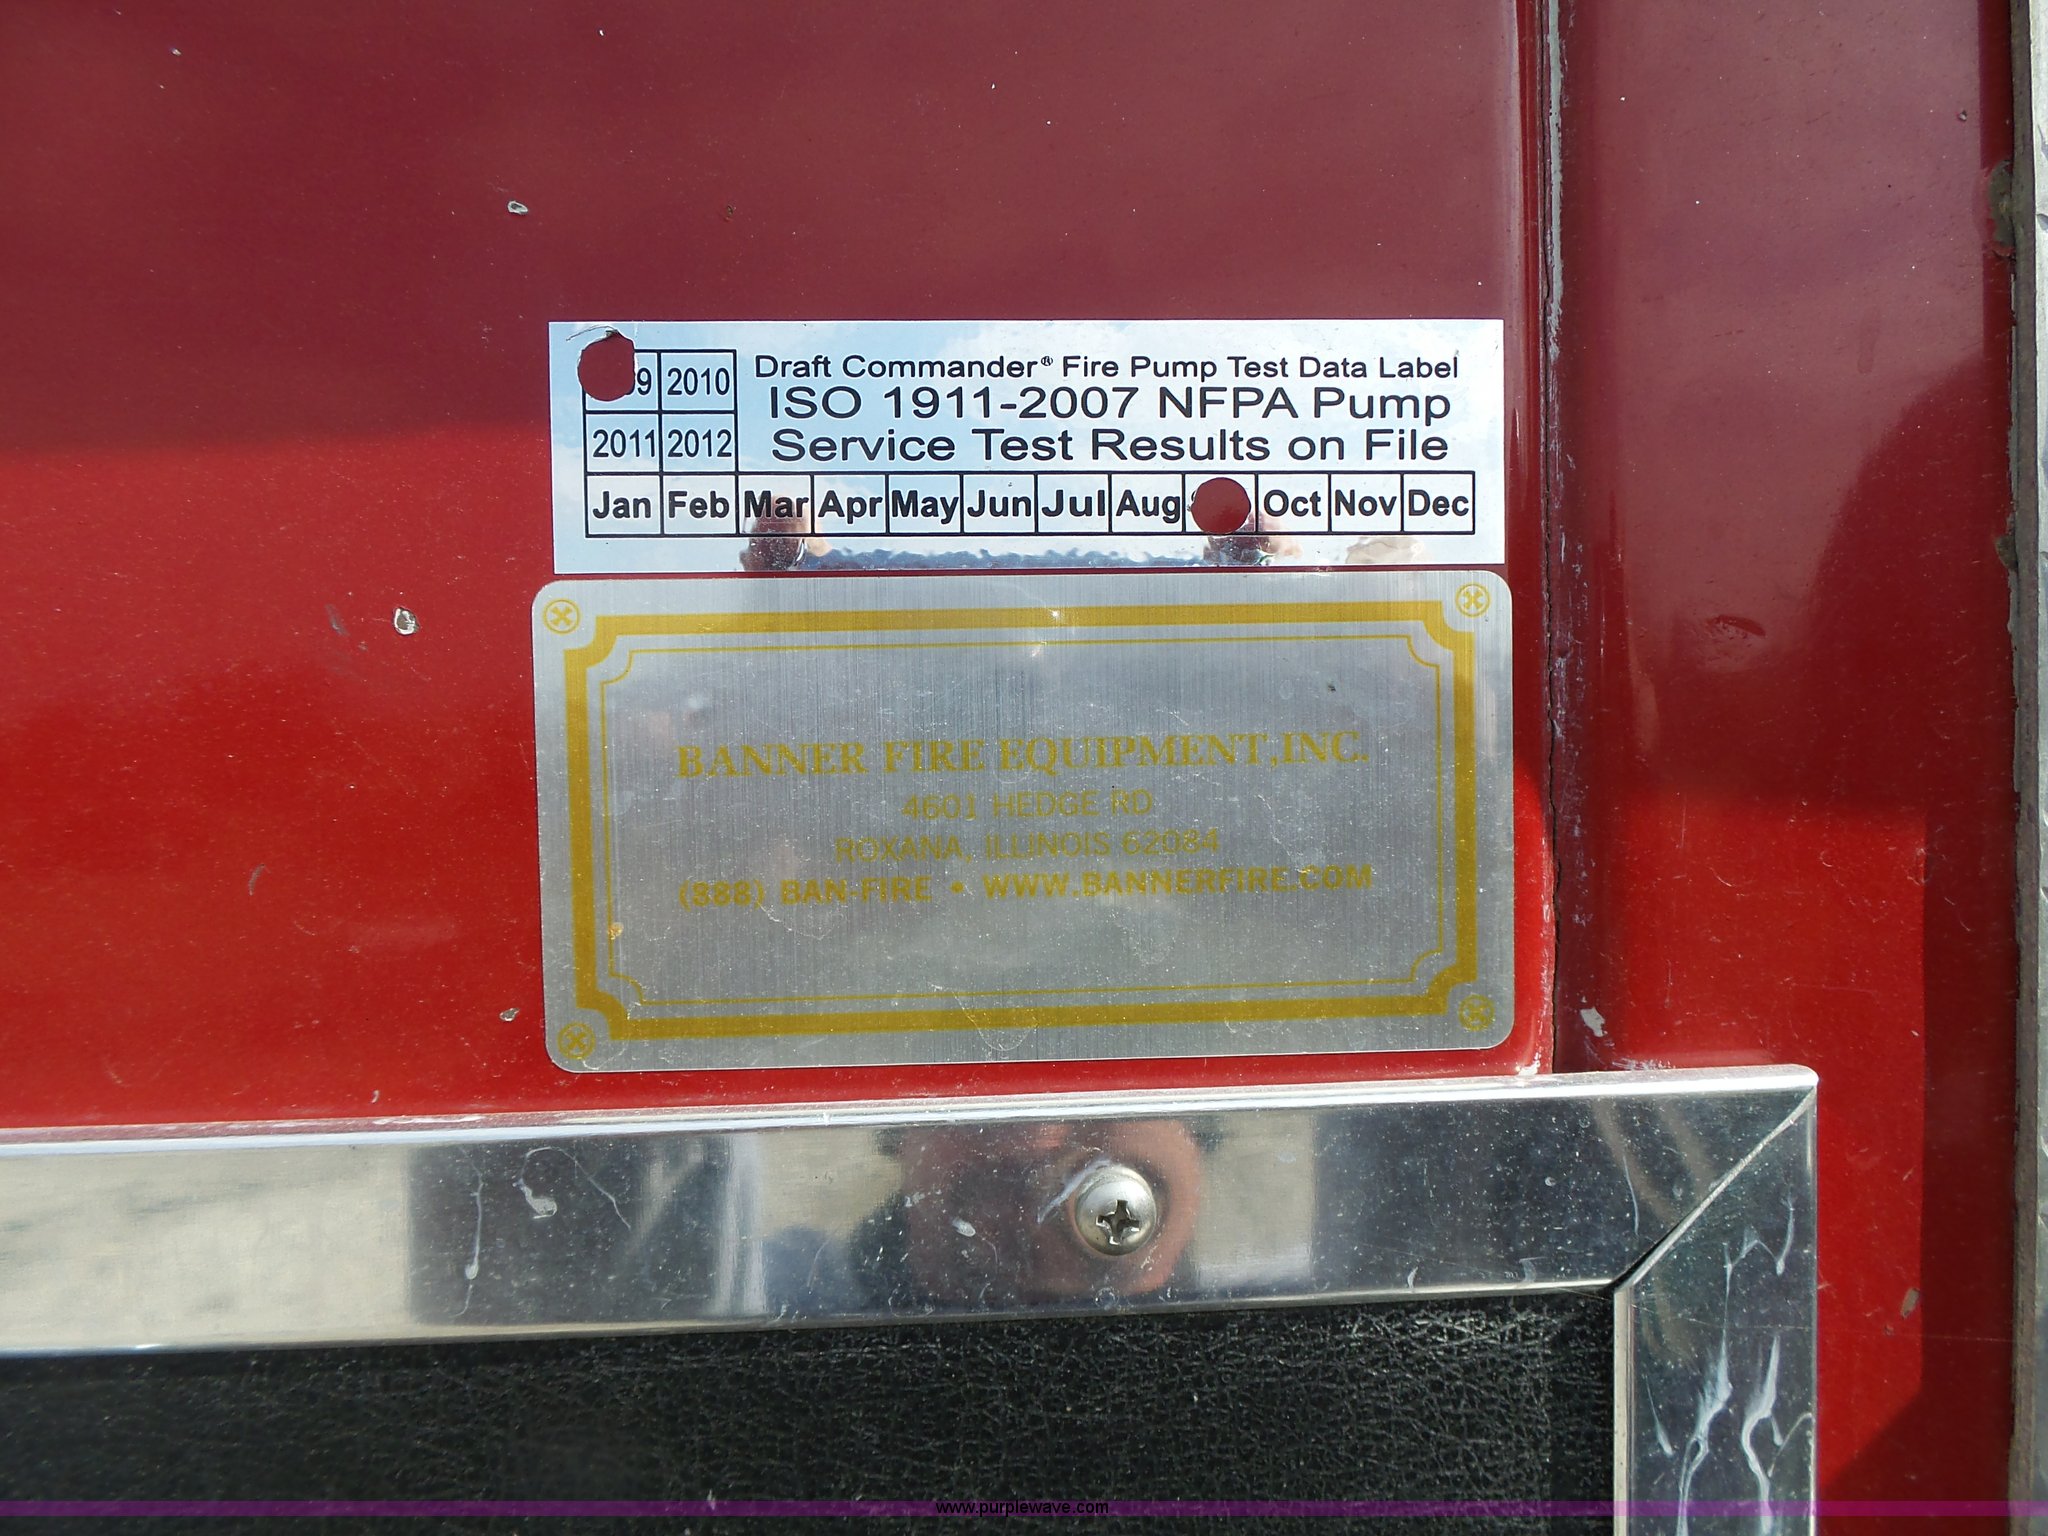 2010
Draft Commander® Fire Pump Test Data Label
ISO 1911-2007 NFPA Pump
2011 2012
Service Test Results on File
Jan Feb Mar Apr May Jun Jul Aug Oct Nov Dec
BANNER FIRE EQUIPMENT,INC.
4601 HEDGE RD
ROXANA, ILLINOIS 62084
(888) BAN-FIRE • WWW.BANNERFIRE.COM
www.purplewave.com